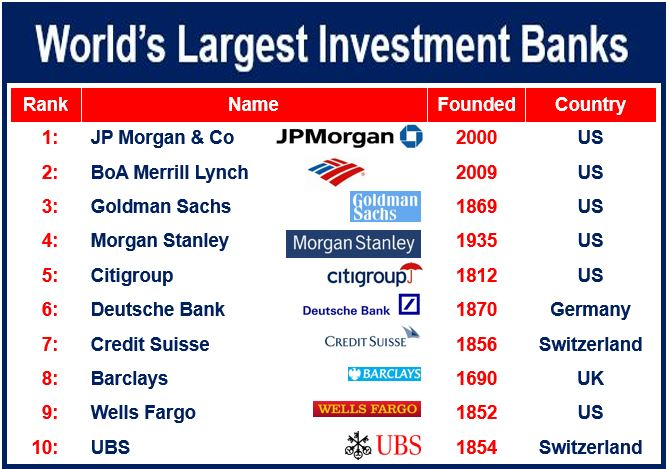 World's Largest Investment Banks
Rank Name Founded Country
1: JP Morgan & Co JPMorgan 2000 US
2: BoA Merrill Lynch 2009 US
3: Goldman Sachs Goldman Sachs 1869 US
4: Morgan Stanley Morgan Stanley 1935 US
5: Citigroup citigroup 1812 US
6: Deutsche Bank Deutsche Bank 1870 Germany
7: Credit Suisse CREDIT SUISSE 1856 Switzerland
8: Barclays BARCLAYS 1690 UK
9: Wells Fargo WELLS FARGO 1852 US
10: UBS UBS 1854 Switzerland